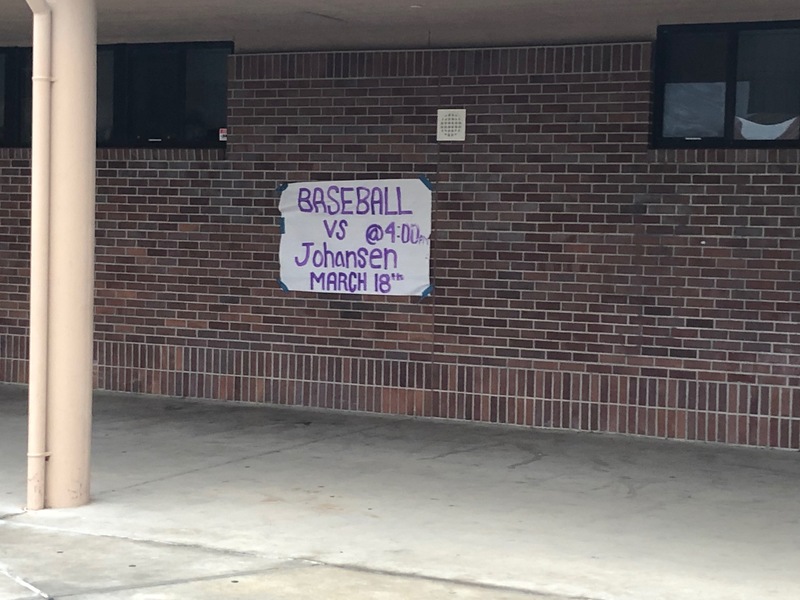 BASEBALL
VS @4:00
Johansen
MARCH 18th